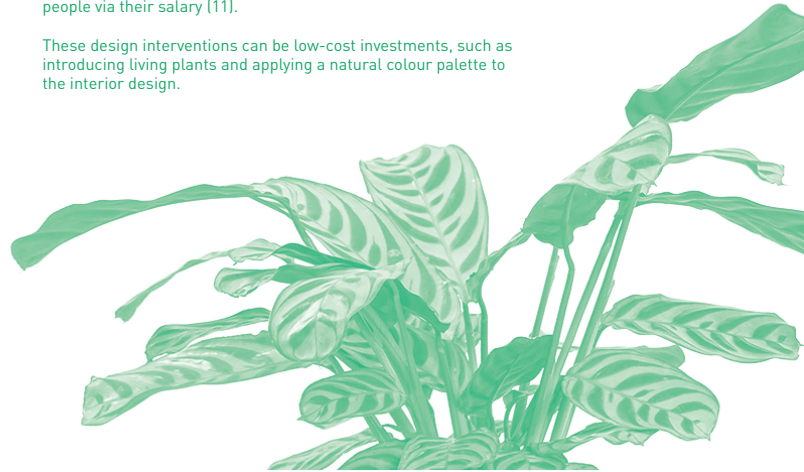 people via their salary (11).
These design interventions can be low-cost investments, such as
introducing living plants and applying a natural colour palette to
the interior design.